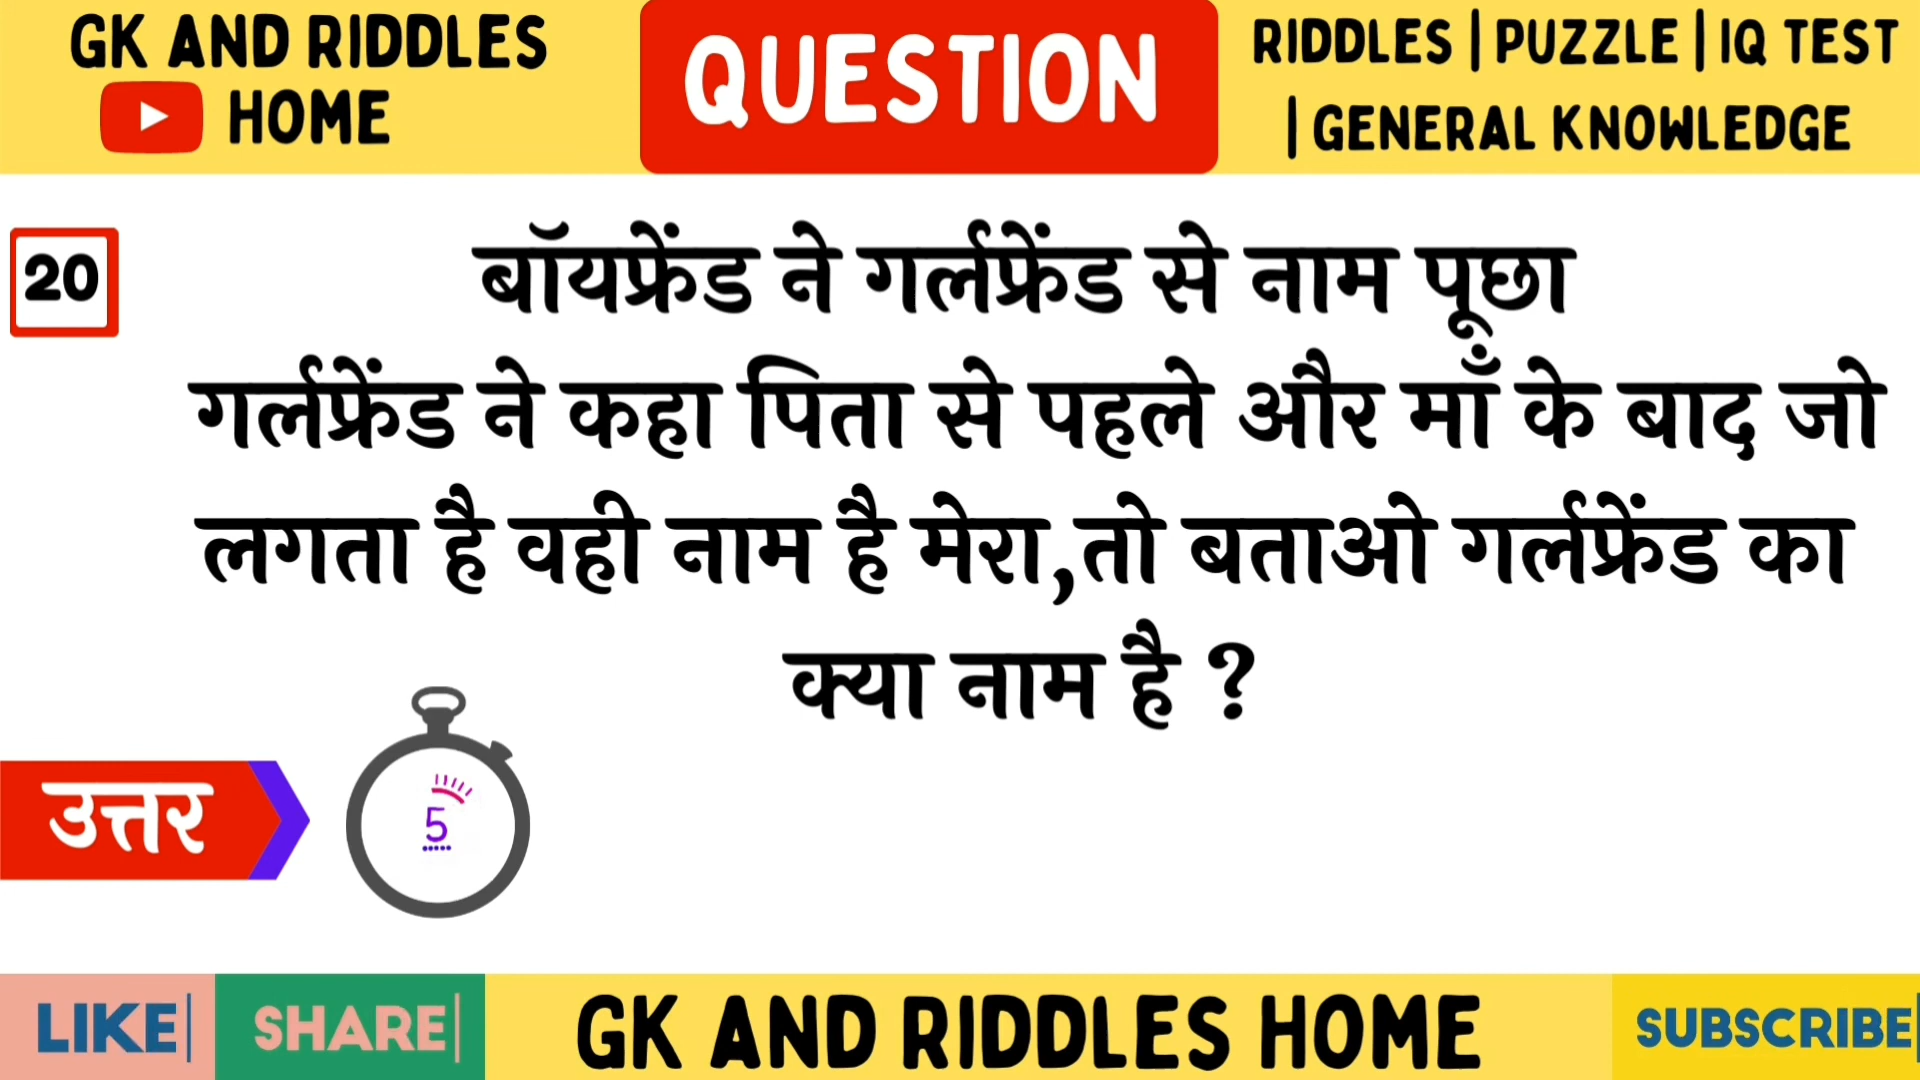 GK AND RIDDLES
HOME
QUESTION
RIDDLES | PUZZLE | IQ TEST
| GENERAL KNOWLEDGE
20
बॉयफ्रेंड ने गर्लफ्रेंड से नाम पूछा
गर्लफ्रेंड ने कहा पिता से पहले और माँ के बाद जो
लगता है वही नाम है मेरा,तो बताओ गर्लफ्रेंड का
क्या नाम है ?
उत्तर
5
LIKE|
SHARE|
GK AND RIDDLES HOME
SUBSCRIBE